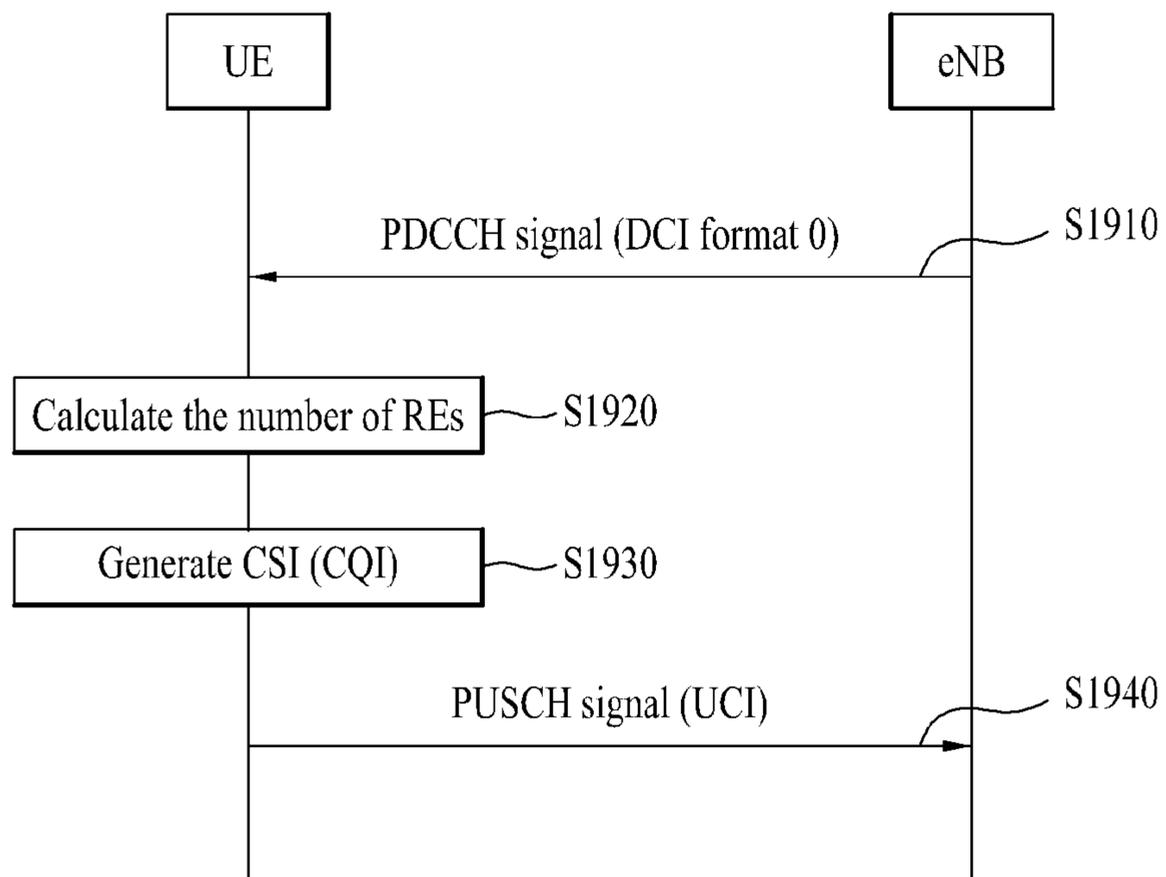 UE
eNB
PDCCH signal (DCI format 0)
S1910
Calculate the number of REs
S1920
Generate CSI (CQI)
S1930
PUSCH signal (UCI)
S1940